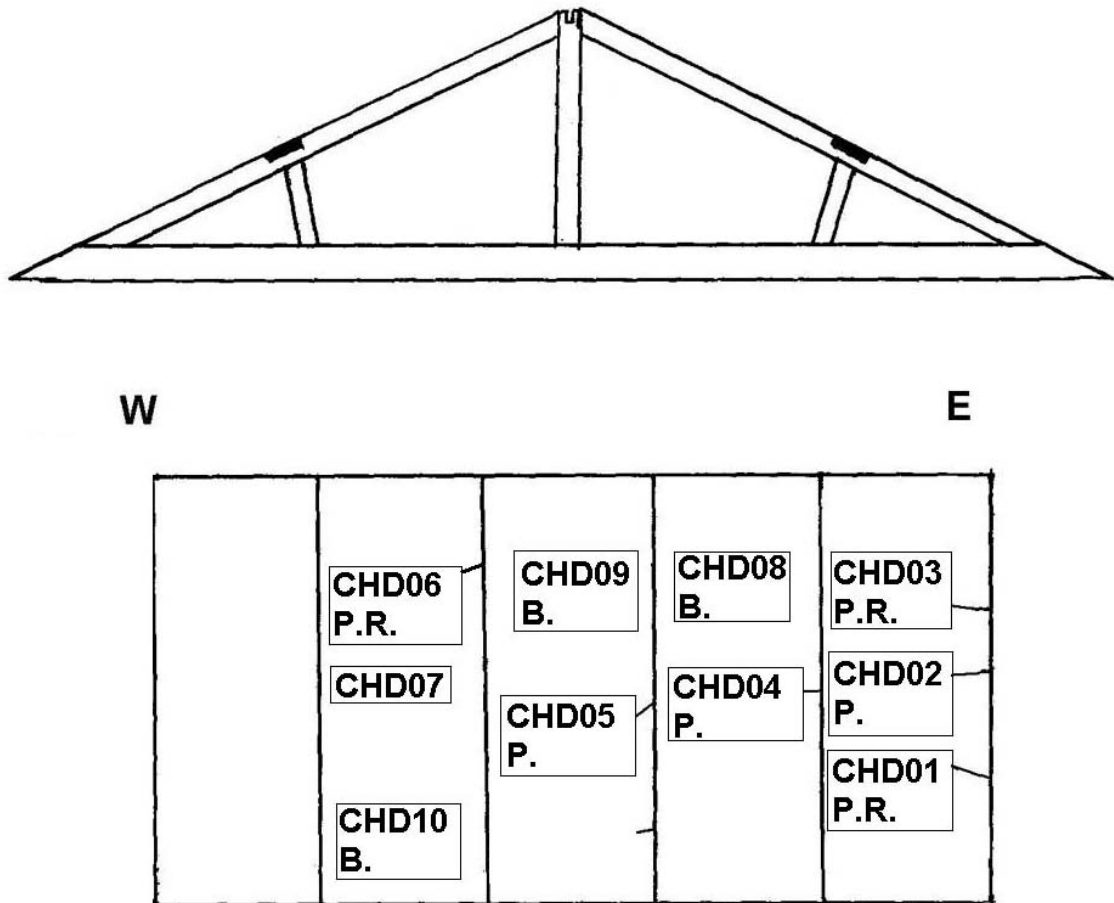 W
E
CHD06
P.R.
CHD09
B.
CHD08
B.
CHD03
P.R.
CHD07
CHD05
P.
CHD04
P.
CHD02
P.
CHD01
P.R.
CHD10
B.